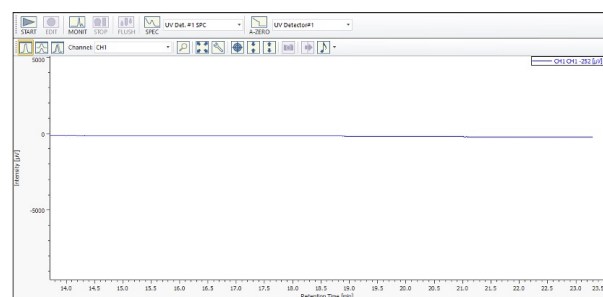 START EDIT MONIT STOP FLUSH SPEC UV Det. #1 SPC A-ZERO UV Detector#1
Channel: CH1
CH1 CH1 -252 [µV]
5000
0
-5000
Intensity [µV]
14.0 14.5 15.0 15.5 16.0 16.5 17.0 17.5 18.0 18.5 19.0 19.5 20.0 20.5 21.0 21.5 22.0 22.5 23.0 23.5
Retention Time [min]